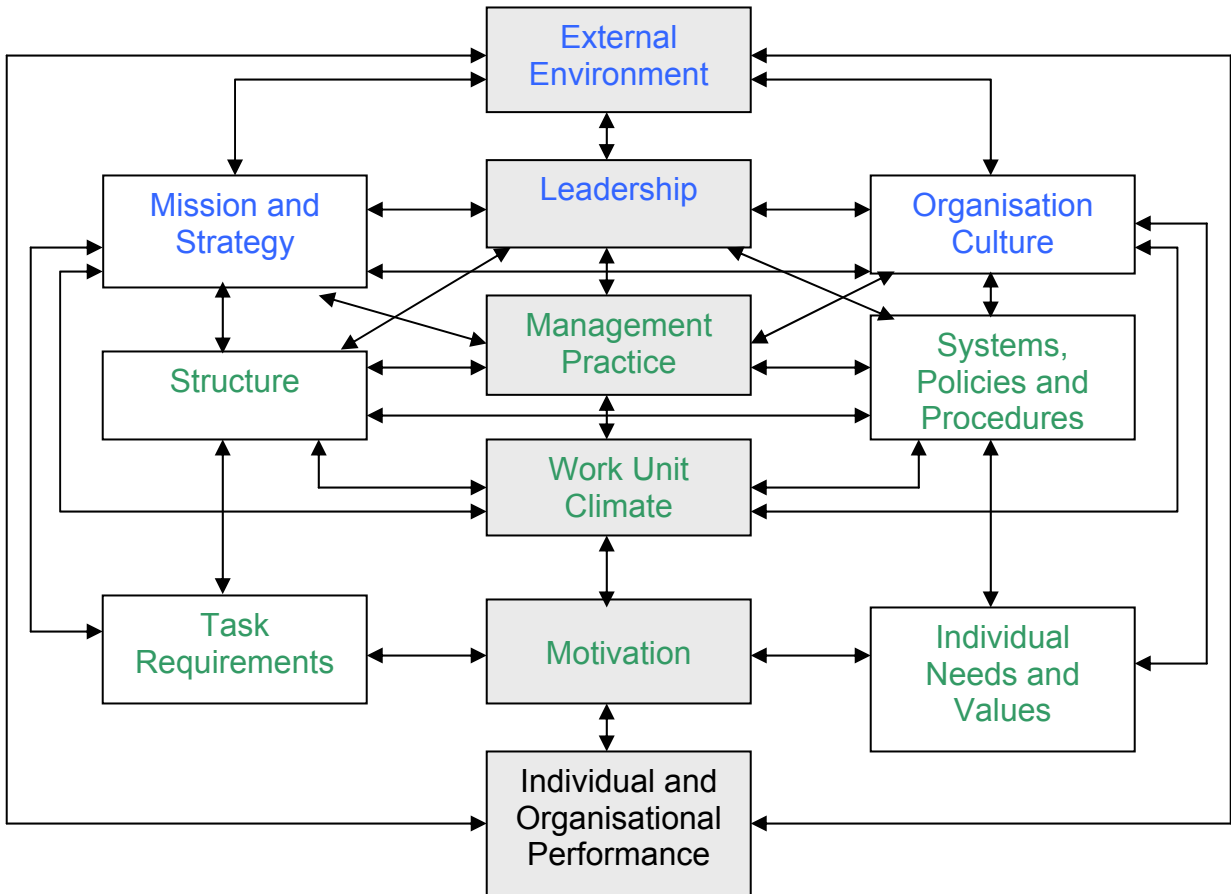 External
Environment
Leadership
Mission and
Strategy
Organisation
Culture
Management
Practice
Structure
Systems,
Policies and
Procedures
Work Unit
Climate
Task
Requirements
Motivation
Individual
Needs and
Values
Individual and
Organisational
Performance